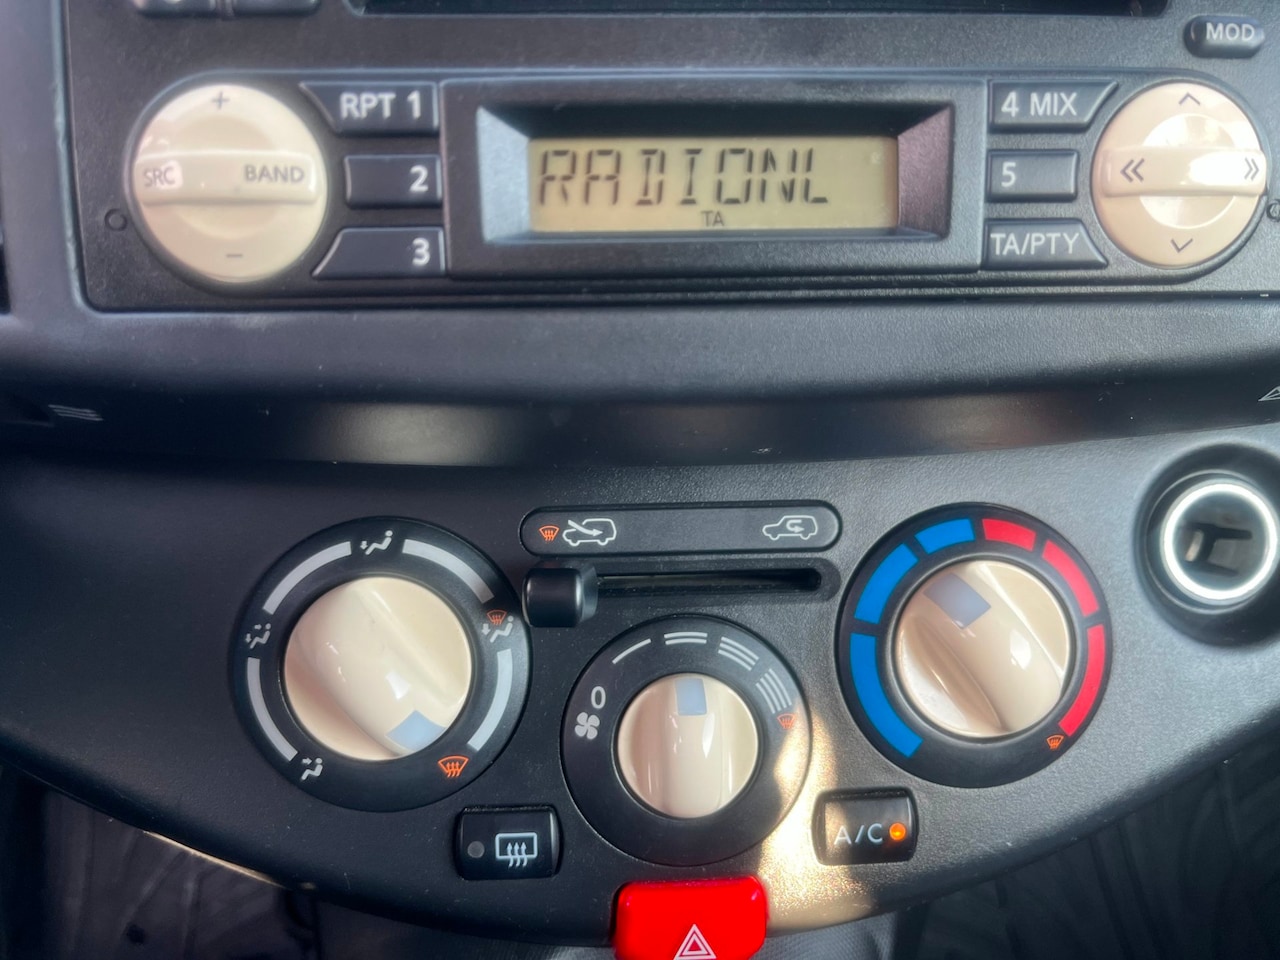 MOD
RPT 1
4 MIX
SRC
BAND
2
RADIONL
5
TA
3
TA/PTY
0
A/C